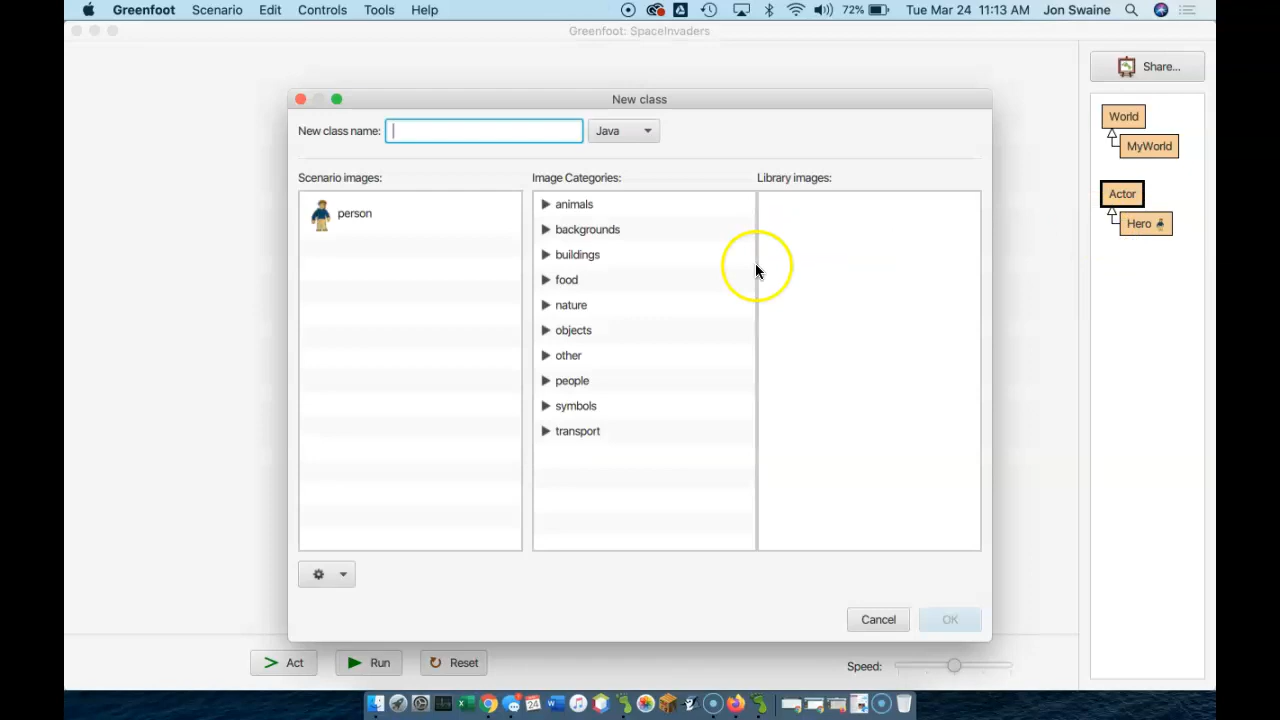 Greenfoot Scenario Edit Controls Tools Help 72% Tue Mar 24 11:13 AM Jon Swaine
Greenfoot: SpaceInvaders
Share...
New class
New class name: Java
Scenario images: Image Categories: Library images:
person
animals
backgrounds
buildings
food
nature
objects
other
people
symbols
transport
Cancel OK
World
MyWorld
Actor
Hero
Act Run Reset Speed:
24